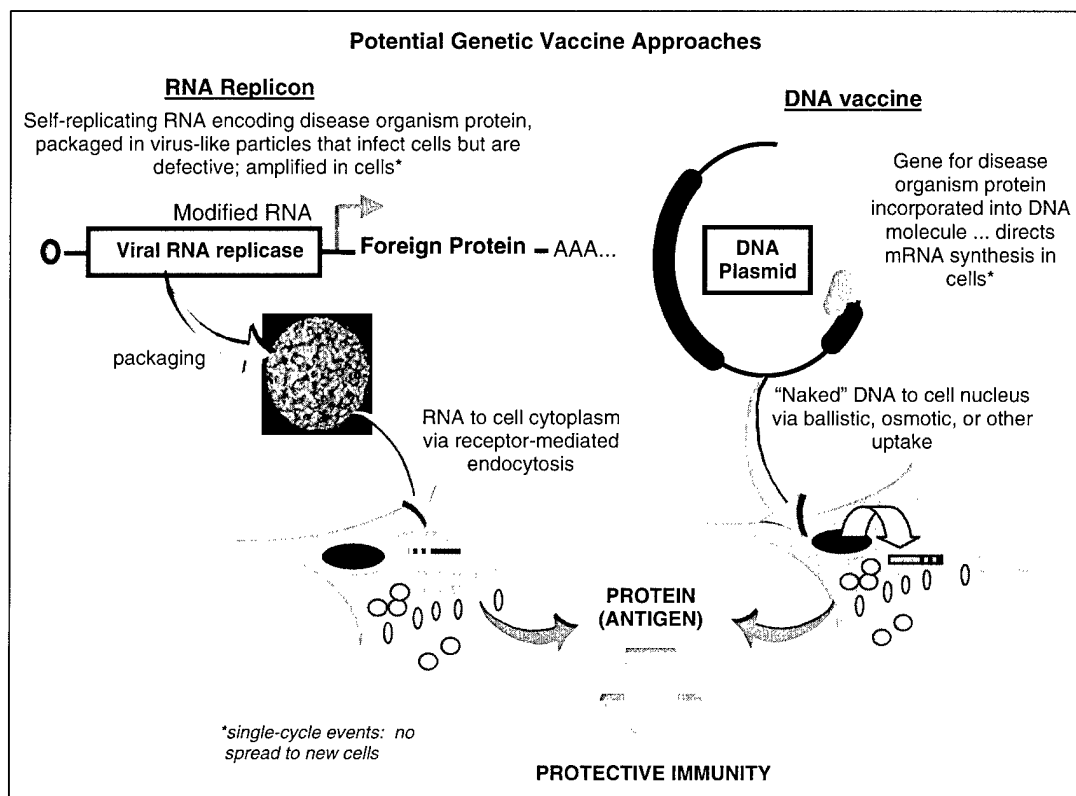 Potential Genetic Vaccine Approaches
RNA Replicon
Self-replicating RNA encoding disease organism protein,
packaged in virus-like particles that infect cells but are
defective; amplified in cells*
Modified RNA
Viral RNA replicase
Foreign Protein
AAA...
packaging
RNA to cell cytoplasm
via receptor-mediated
endocytosis
DNA vaccine
Gene for disease
organism protein
incorporated into DNA
molecule ... directs
mRNA synthesis in
cells*
DNA
Plasmid
“Naked” DNA to cell nucleus
via ballistic, osmotic, or other
uptake
PROTEIN
(ANTIGEN)
*single-cycle events: no
spread to new cells
PROTECTIVE IMMUNITY